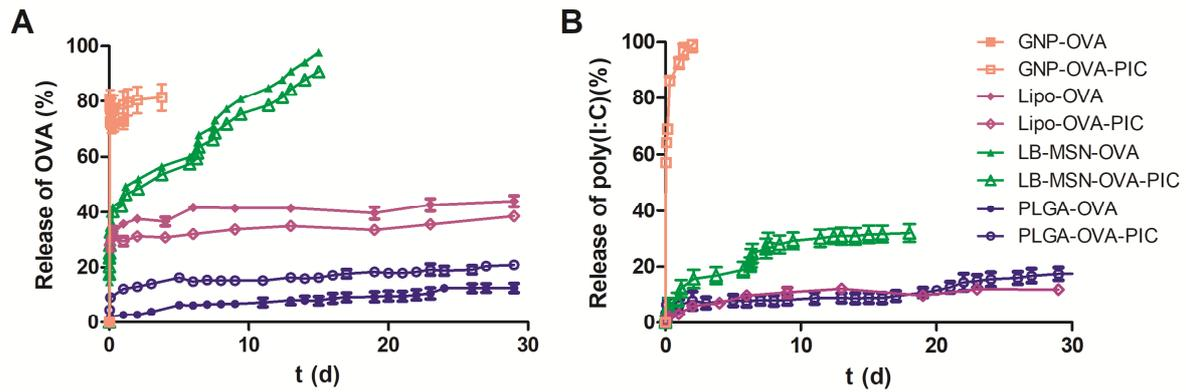 A
Release of OVA (%)
100
80
60
40
20
0
0 10 20 30
t (d)
B
Release of poly(I:C)(%)
100
80
60
40
20
0
0 10 20 30
t (d)
GNP-OVA
GNP-OVA-PIC
Lipo-OVA
Lipo-OVA-PIC
LB-MSN-OVA
LB-MSN-OVA-PIC
PLGA-OVA
PLGA-OVA-PIC